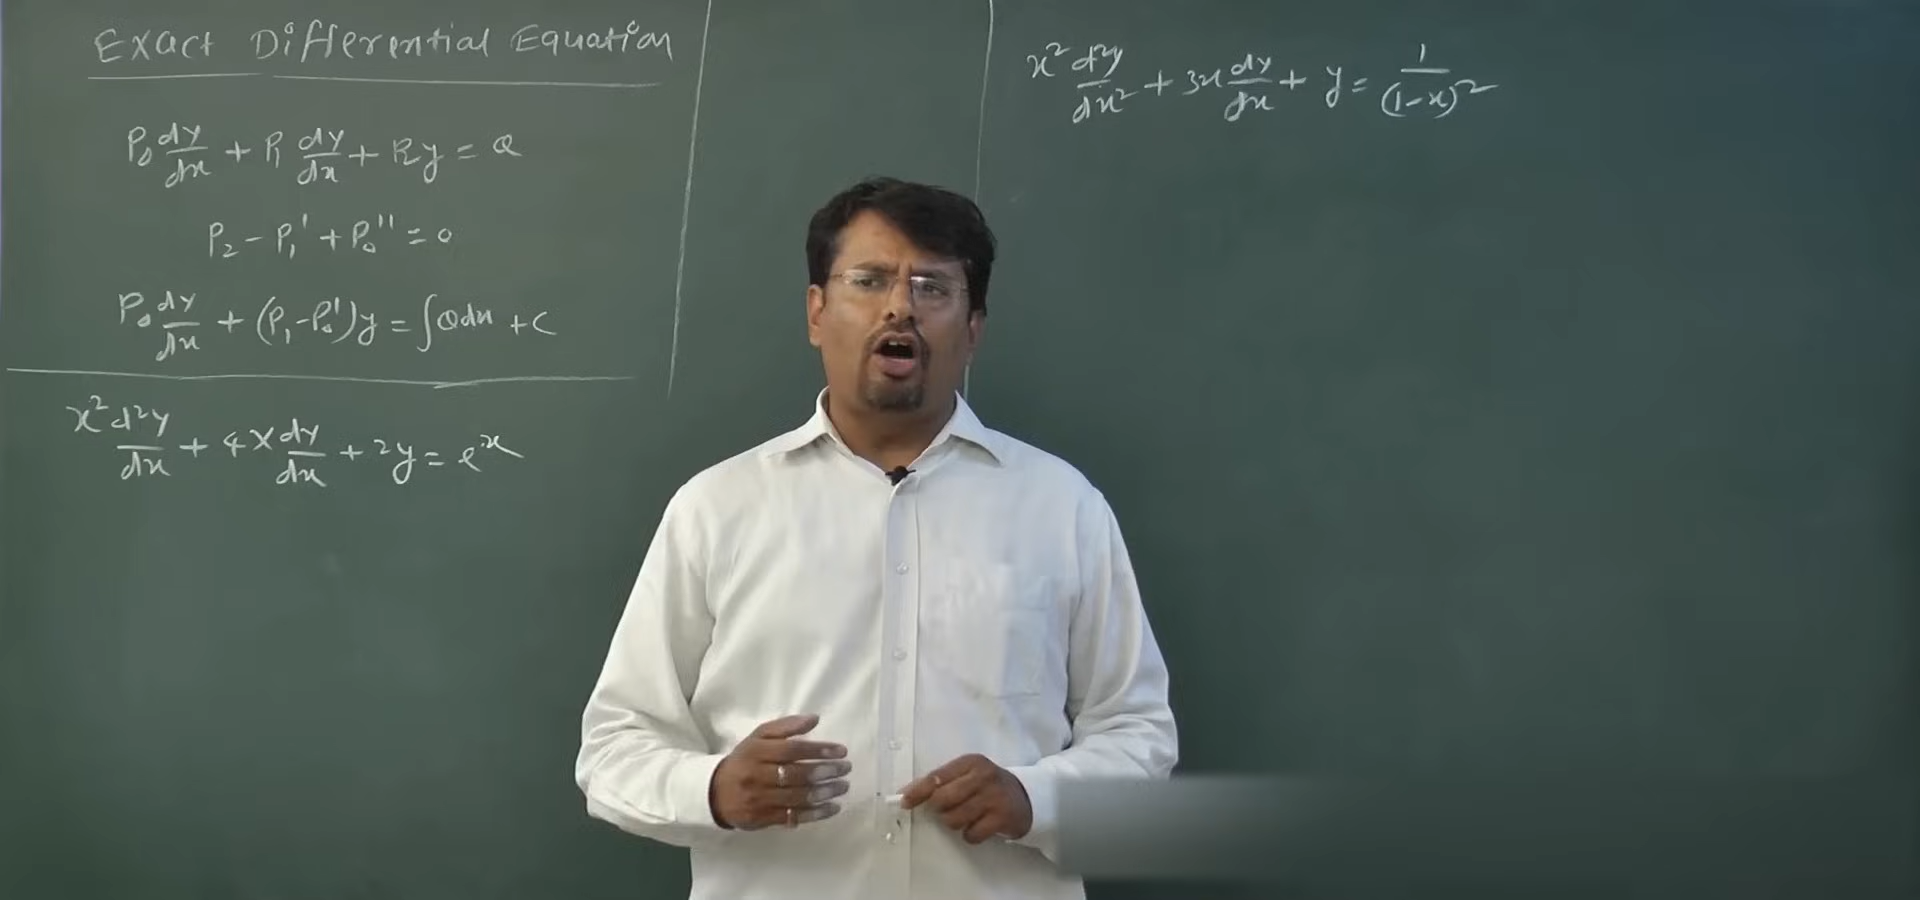 Exact Differential Equation
P₀ dy/dx + P₁ dy/dx + P₂y = Q
P₂ - P₁' + P₀'' = 0
P₀ dy/dx + (P₁-P₀')y = ∫Qdx + C
x² d²y/dx + 4x dy/dx + 2y = eˣ
x² d²y/dx² + 3x dy/dx + y = 1/(1-x)²